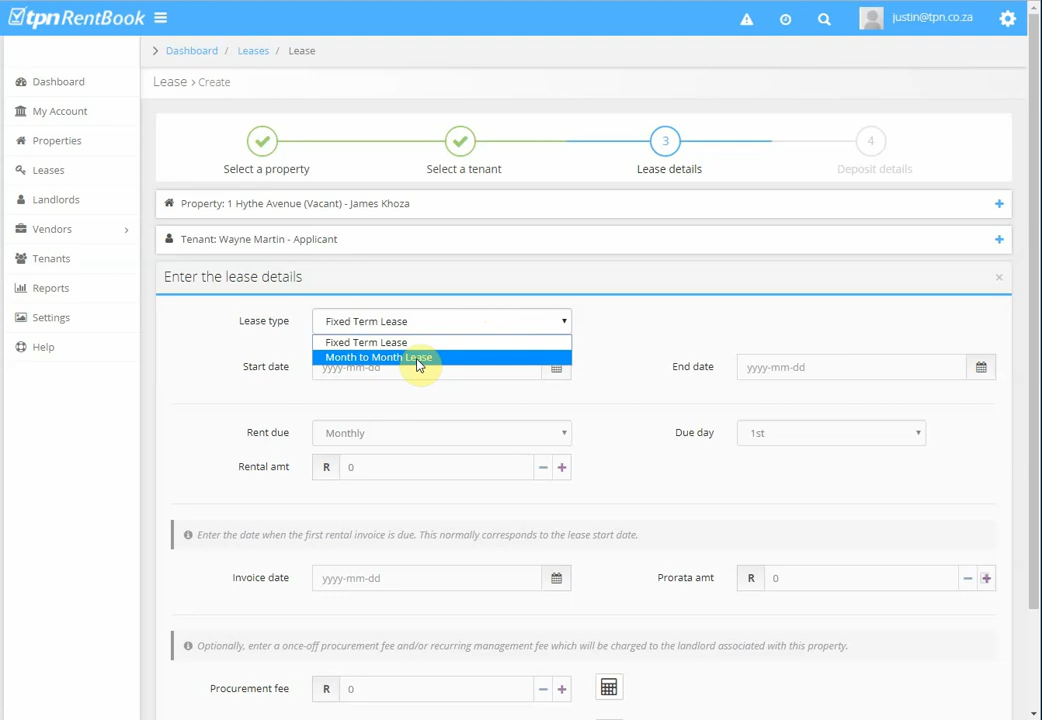 tpn RentBook
justin@tpn.co.za
Dashboard / Leases / Lease
Lease > Create
Dashboard
My Account
Properties
Leases
Landlords
Vendors
Tenants
Reports
Settings
Help
3
4
Select a property
Select a tenant
Lease details
Deposit details
Property: 1 Hythe Avenue (Vacant) - James Khoza
Tenant: Wayne Martin - Applicant
Enter the lease details
Lease type
Fixed Term Lease
Fixed Term Lease
Month to Month Lease
Start date
yyyy-mm-dd
End date
yyyy-mm-dd
Rent due
Monthly
Due day
1st
Rental amt
R
0
Enter the date when the first rental invoice is due. This normally corresponds to the lease start date.
Invoice date
yyyy-mm-dd
Prorata amt
R
0
Optionally, enter a once-off procurement fee and/or recurring management fee which will be charged to the landlord associated with this property.
Procurement fee
R
0